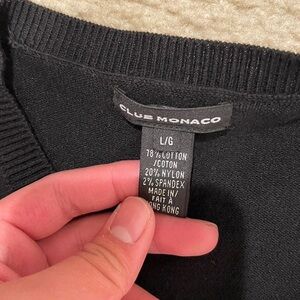 CLUB MONACO
L/G
78% COTTON
/COTON
20% NYLON
2% SPANDEX
MADE IN/
FAIT À
HONG KONG